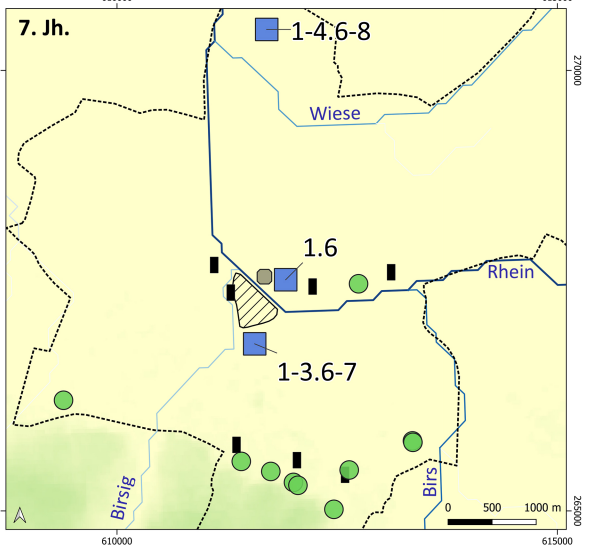 7. Jh.
1-4.6-8
270000
Wiese
1.6
Rhein
1-3.6-7
Birsig
Birs
0 500 1000 m
265000
610000 615000